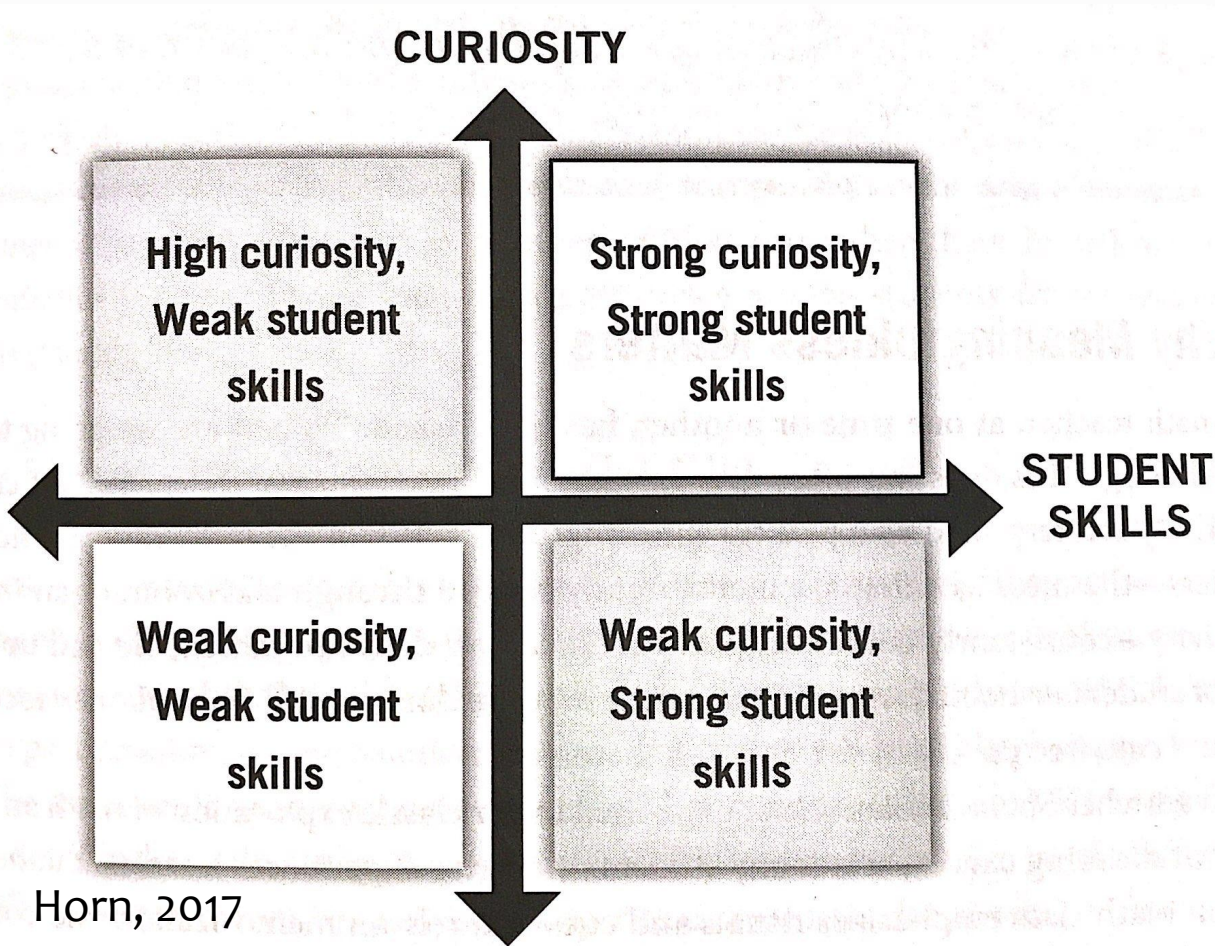 CURIOSITY
High curiosity,
Weak student
skills
Strong curiosity,
Strong student
skills
STUDENT
SKILLS
Weak curiosity,
Weak student
skills
Weak curiosity,
Strong student
skills
Horn, 2017